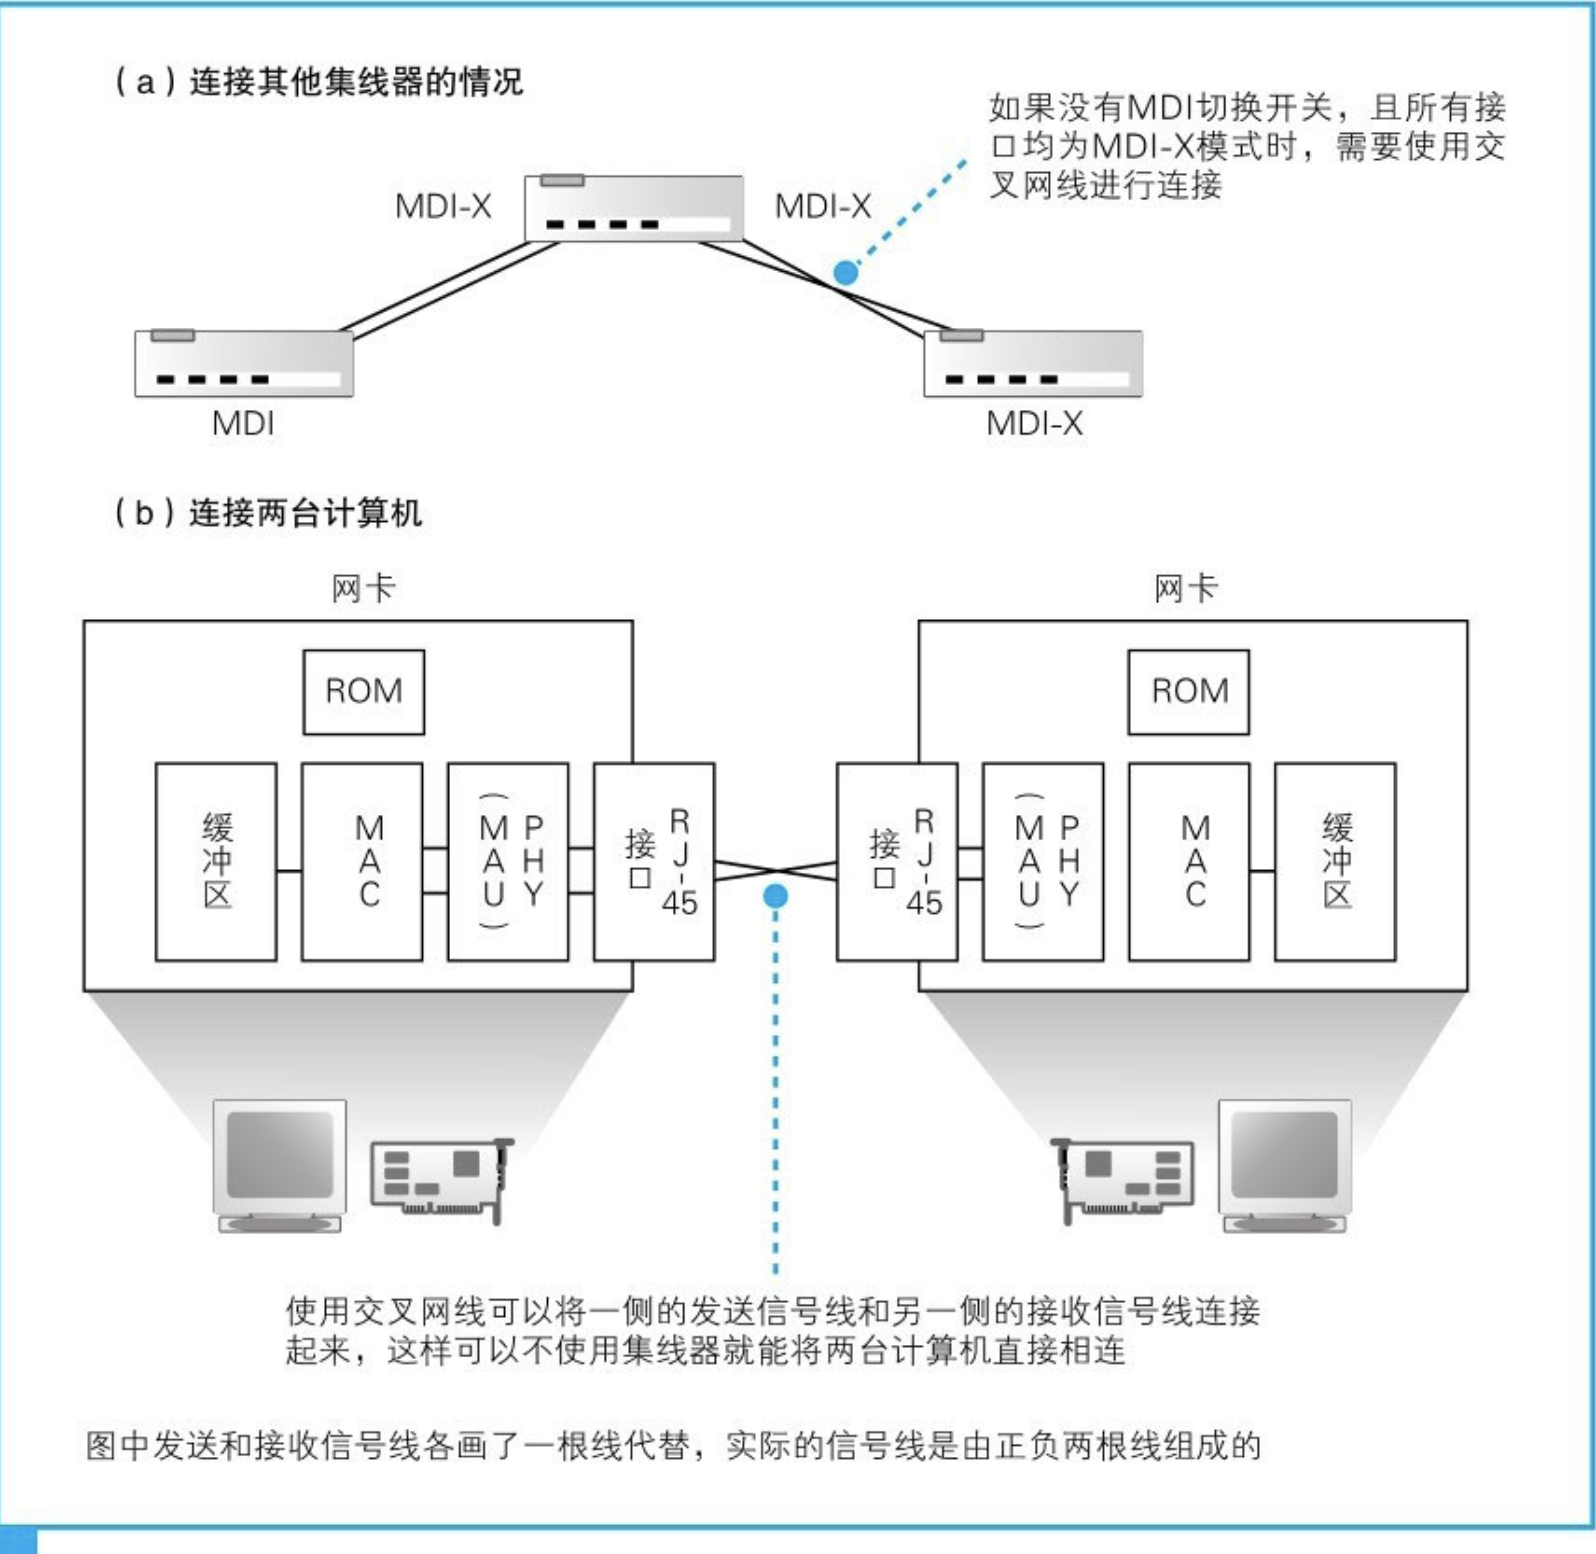 （a）连接其他集线器的情况
如果没有MDI切换开关，且所有接
口均为MDI-X模式时，需要使用交
叉网线进行连接
MDI-X
MDI-X
MDI
MDI-X
（b）连接两台计算机
网卡
网卡
ROM
ROM
缓冲区
MAC
PHY
（MAU）
RJ-45
接口
RJ-45
接口
PHY
（MAU）
MAC
缓冲区
使用交叉网线可以将一侧的发送信号线和另一侧的接收信号线连接
起来，这样可以不使用集线器就能将两台计算机直接相连
图中发送和接收信号线各画了一根线代替，实际的信号线是由正负两根线组成的